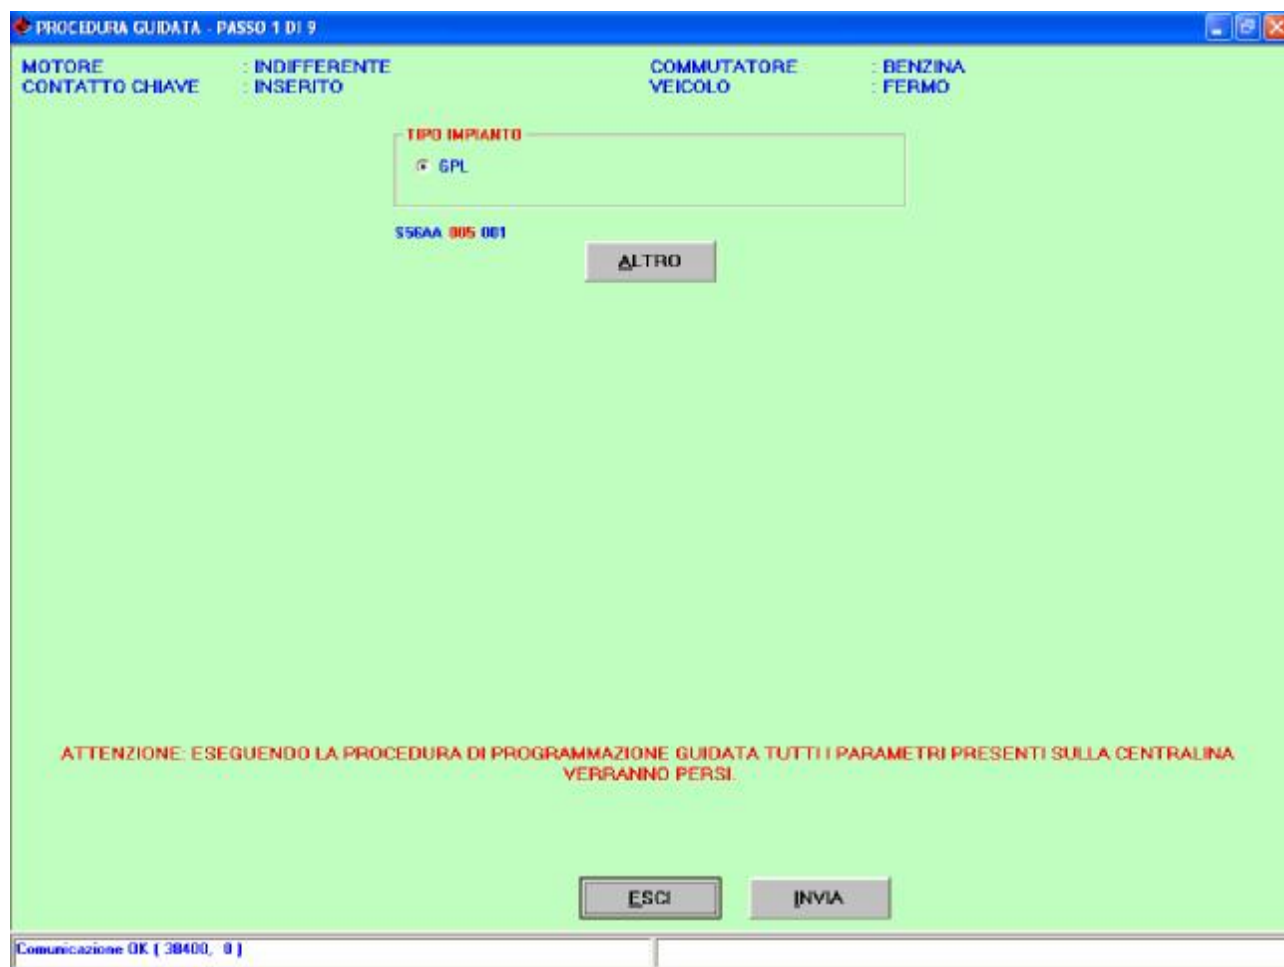 PROCEDURA GUIDATA - PASSO 1 DI 9
MOTORE : INDIFFERENTE COMMUTATORE : BENZINA
CONTATTO CHIAVE : INSERITO VEICOLO : FERMO
TIPO IMPIANTO
GPL
S56AA 005 001
ALTRO
ATTENZIONE: ESEGUENDO LA PROCEDURA DI PROGRAMMAZIONE GUIDATA TUTTI I PARAMETRI PRESENTI SULLA CENTRALINA
VERRANNO PERSI.
ESCI INVIA
Comunicazione OK ( 38400, 0 )